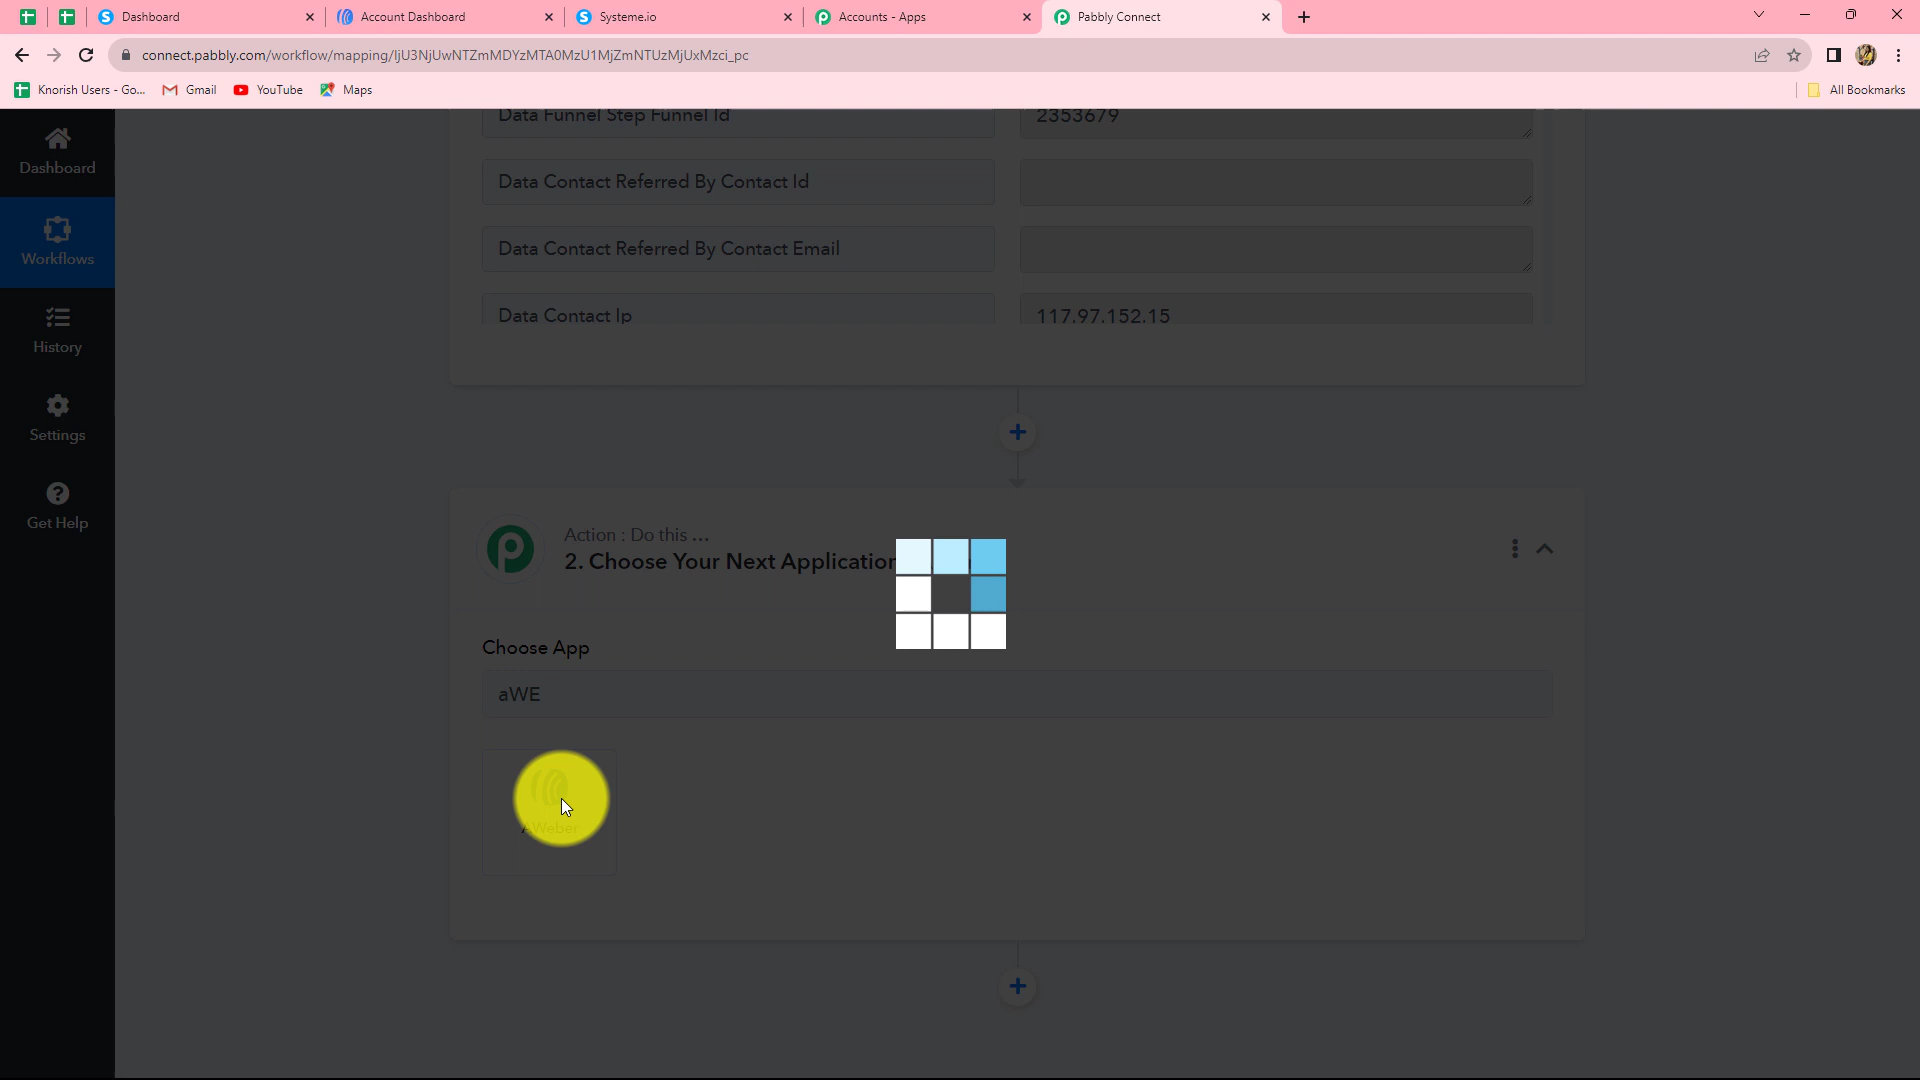 Dashboard
Account Dashboard
Systeme.io
Accounts - Apps
Pabbly Connect
connect.pabbly.com/workflow/mapping/IjU3NjUwNTZmMDYzMTA0MzU1MjZmNTUzMjUxMzci_pc
Knorish Users - Go...
Gmail
YouTube
Maps
All Bookmarks
Dashboard
Workflows
History
Settings
Get Help
Data Funnel Step Funnel Id
2353679
Data Contact Referred By Contact Id
Data Contact Referred By Contact Email
Data Contact Ip
117.97.152.15
Action : Do this ...
2. Choose Your Next Application
Choose App
aWE
AWeber